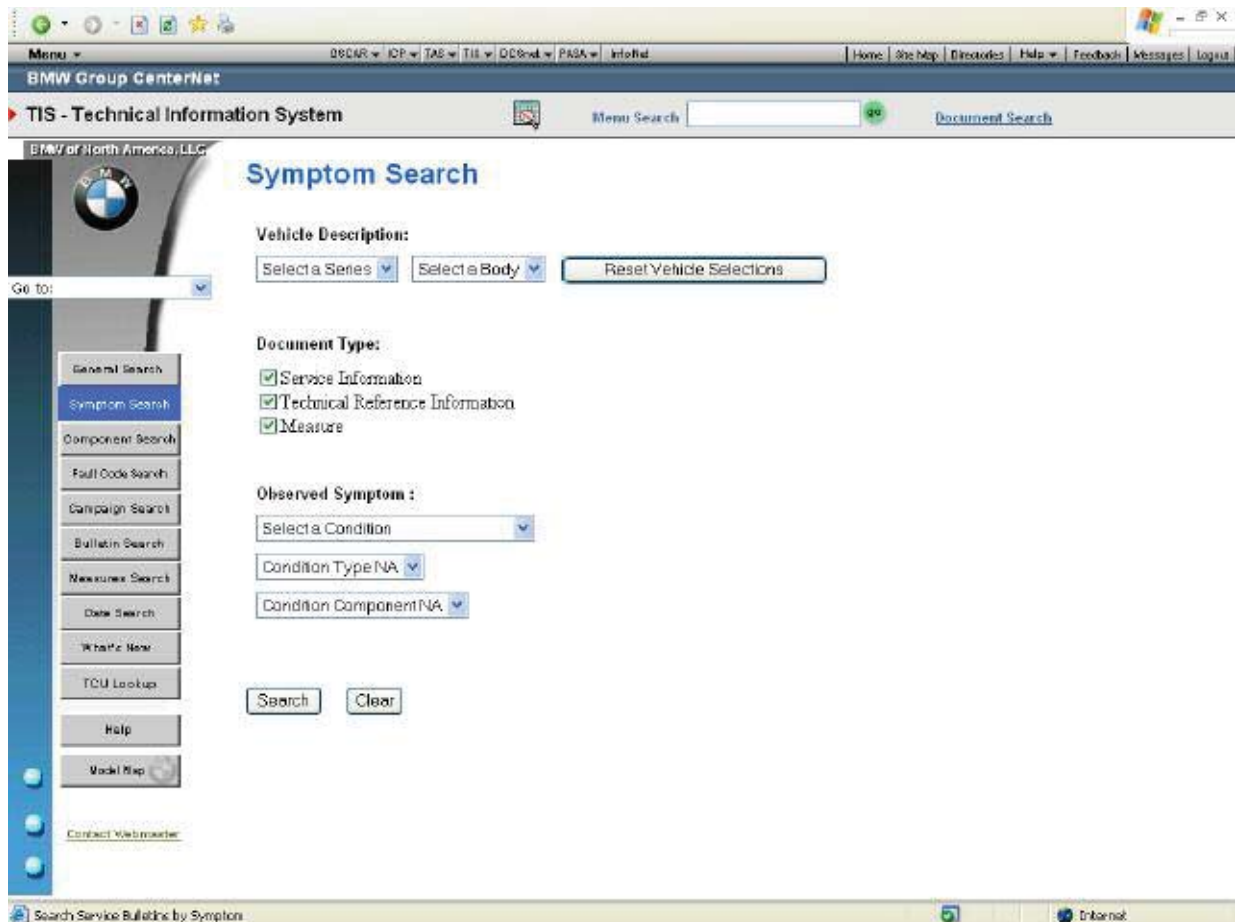 Menu
OSCAR ICP TAS TIS DCSnet PASA InfoNet
Home | Site Map | Directories | Help | Feedback | Messages | Logout
BMW Group CenterNet
TIS - Technical Information System
Menu Search
go
Document Search
BMW of North America, LLC
BMW
Symptom Search
Vehicle Description:
Select a Series
Select a Body
Reset Vehicle Selections
Go to:
Document Type:
Service Information
Technical Reference Information
Measure
Observed Symptom :
Select a Condition
Condition Type NA
Condition Component NA
Search
Clear
General Search
Symptom Search
Component Search
Fault Code Search
Campaign Search
Bulletin Search
Measures Search
Date Search
What's New
TCU Lookup
Help
Model Map
Contact Webmaster
Search Service Bulletins by Symptom
Internet